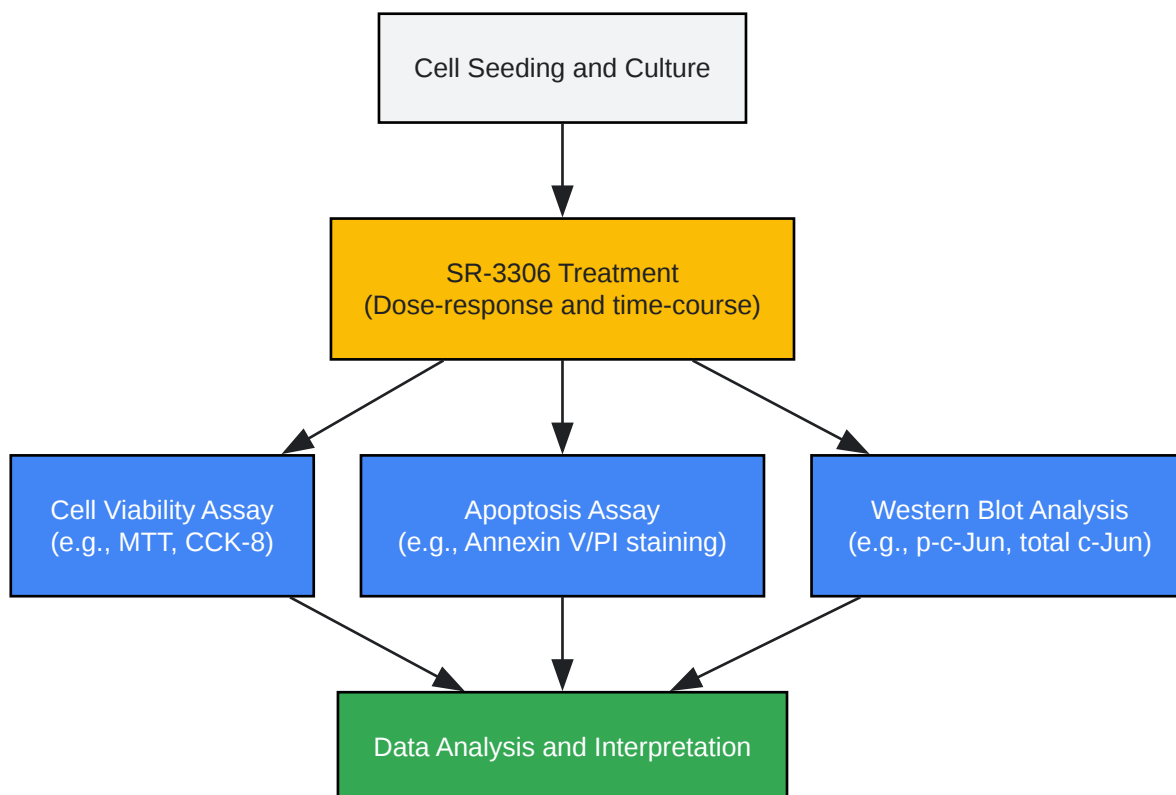 Cell Seeding and Culture
SR-3306 Treatment
(Dose-response and time-course)
Cell Viability Assay
(e.g., MTT, CCK-8)
Apoptosis Assay
(e.g., Annexin V/PI staining)
Western Blot Analysis
(e.g., p-c-Jun, total c-Jun)
Data Analysis and Interpretation